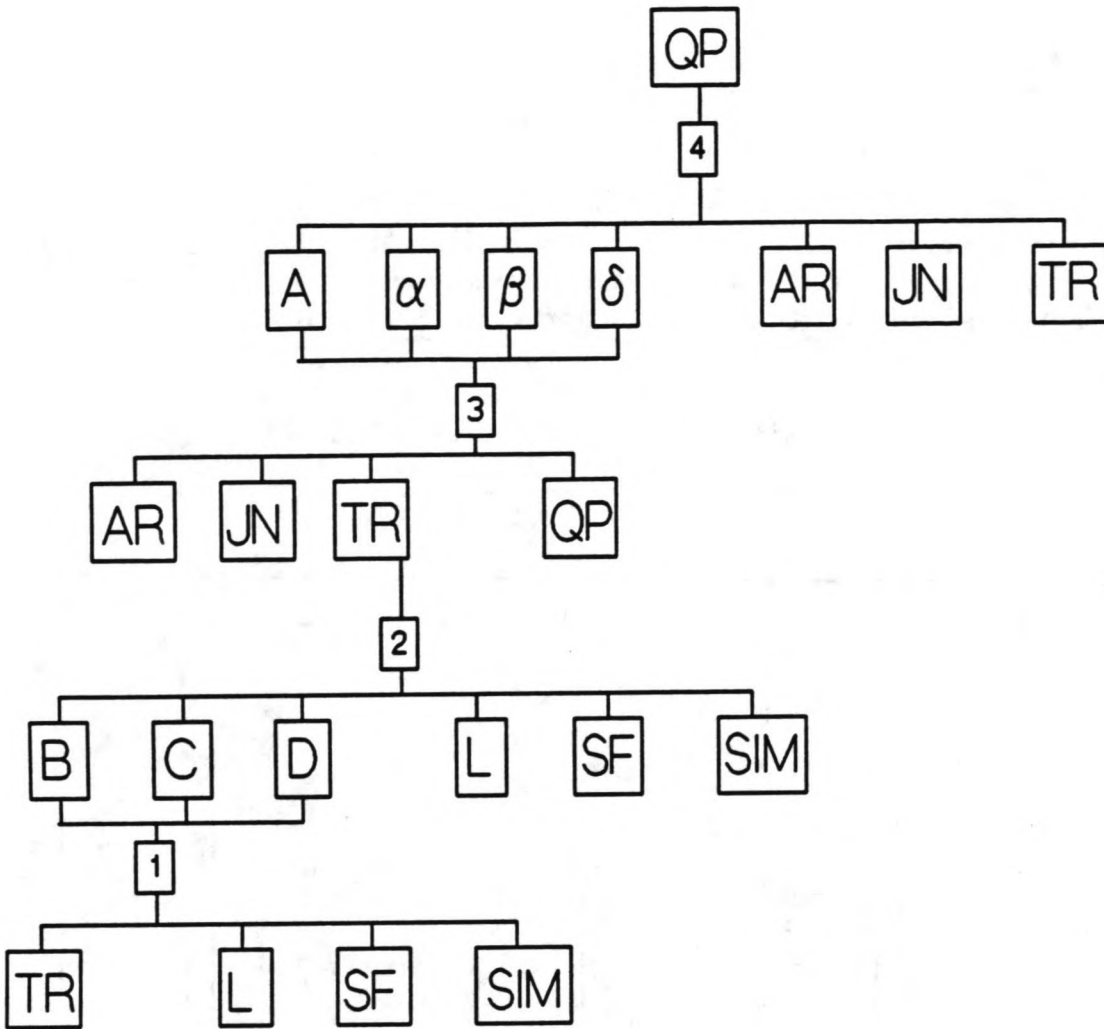 QP
4
A α β δ AR JN TR
3
AR JN TR QP
2
B C D L SF SIM
1
TR L SF SIM